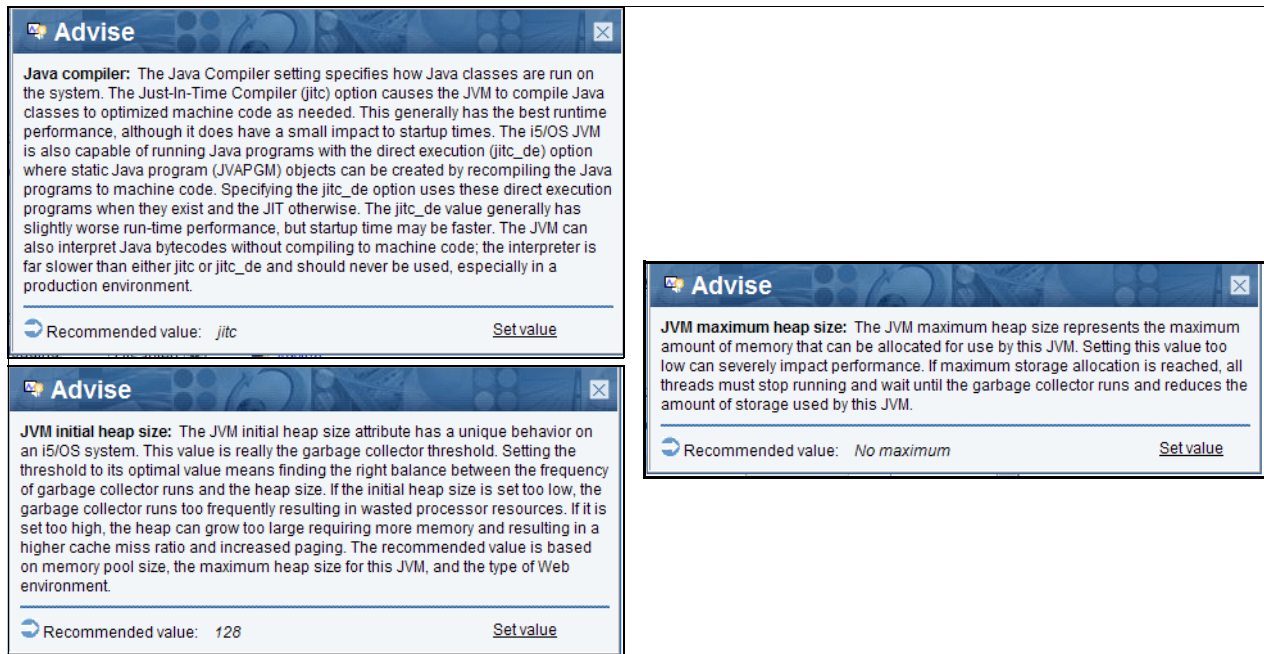 Advise
Java compiler: The Java Compiler setting specifies how Java classes are run on
the system. The Just-In-Time Compiler (jitc) option causes the JVM to compile Java
classes to optimized machine code as needed. This generally has the best runtime
performance, although it does have a small impact to startup times. The i5/OS JVM
is also capable of running Java programs with the direct execution (jitc_de) option
where static Java program (JVAPGM) objects can be created by recompiling the Java
programs to machine code. Specifying the jitc_de option uses these direct execution
programs when they exist and the JIT otherwise. The jitc_de value generally has
slightly worse run-time performance, but startup time may be faster. The JVM can
also interpret Java bytecodes without compiling to machine code; the interpreter is
far slower than either jitc or jitc_de and should never be used, especially in a
production environment.
Recommended value: jitc Set value
Advise
JVM initial heap size: The JVM initial heap size attribute has a unique behavior on
an i5/OS system. This value is really the garbage collector threshold. Setting the
threshold to its optimal value means finding the right balance between the frequency
of garbage collector runs and the heap size. If the initial heap size is set too low, the
garbage collector runs too frequently resulting in wasted processor resources. If it is
set too high, the heap can grow too large requiring more memory and resulting in a
higher cache miss ratio and increased paging. The recommended value is based
on memory pool size, the maximum heap size for this JVM, and the type of Web
environment.
Recommended value: 128 Set value
Advise
JVM maximum heap size: The JVM maximum heap size represents the maximum
amount of memory that can be allocated for use by this JVM. Setting this value too
low can severely impact performance. If maximum storage allocation is reached, all
threads must stop running and wait until the garbage collector runs and reduces the
amount of storage used by this JVM.
Recommended value: No maximum Set value